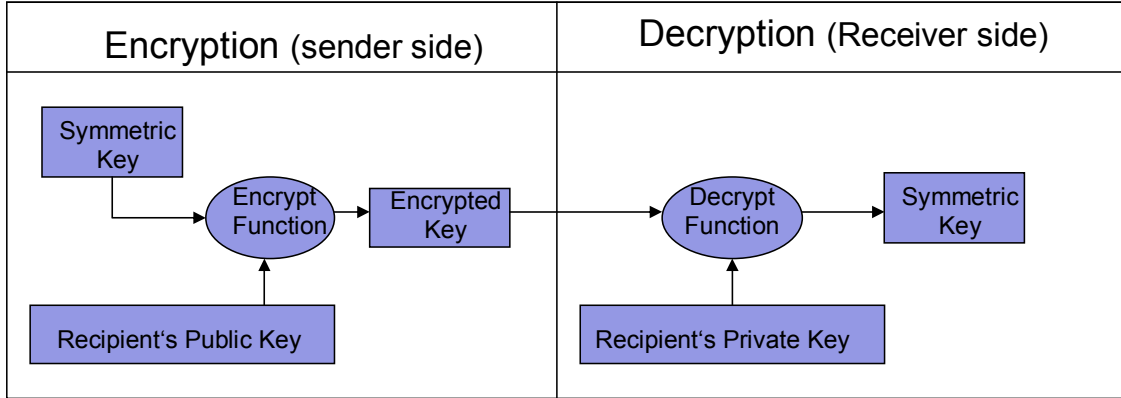 Encryption (sender side)
Decryption (Receiver side)
Symmetric
Key
Encrypt
Function
Encrypted
Key
Recipient‘s Public Key
Decrypt
Function
Symmetric
Key
Recipient‘s Private Key